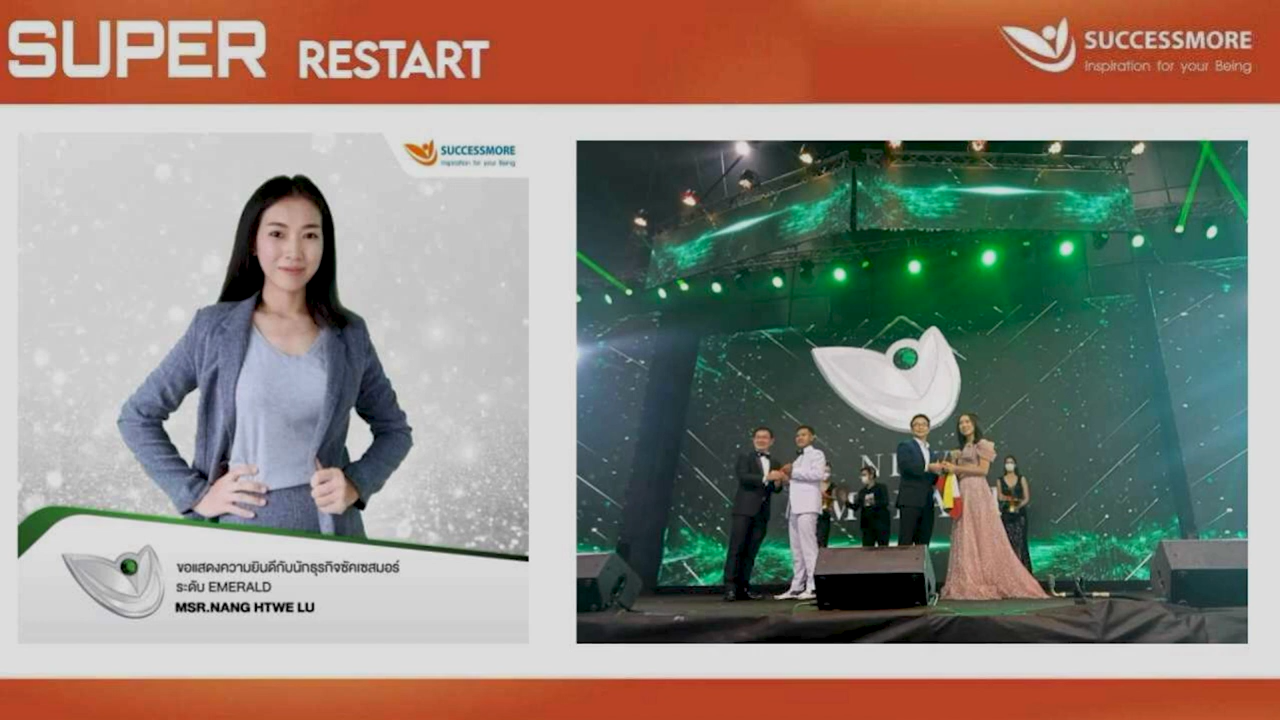 SUPER RESTART
SUCCESSMORE
Inspiration for your Being
SUCCESSMORE
Inspiration for your Being
ขอแสดงความยินดีกับนักธุรกิจซัคเซสมอร์
ระดับ EMERALD
MSR.NANG HTWE LU